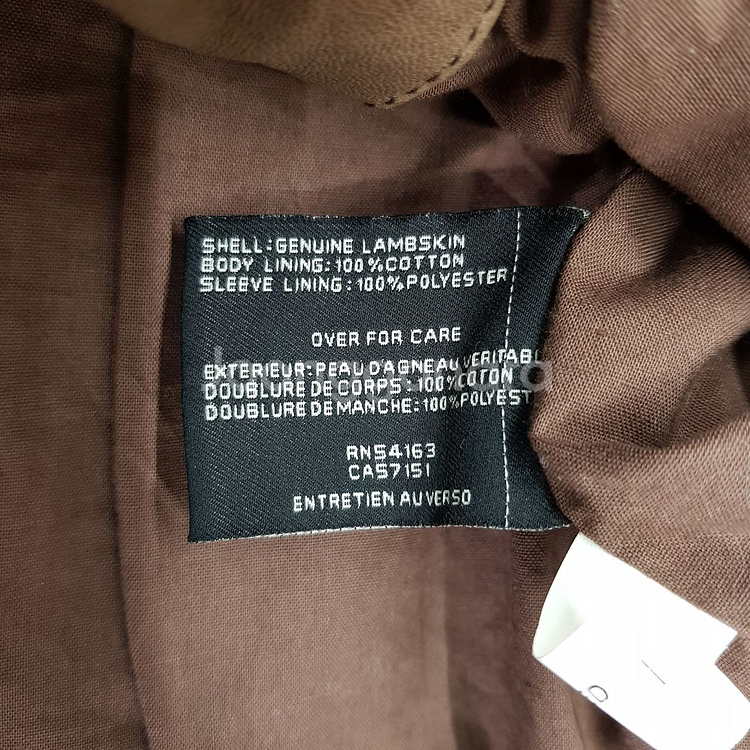 SHELL:GENUINE LAMBSKIN
BODY LINING:100%COTTON
SLEEVE LINING:100%POLYESTER
OVER FOR CARE
EXTERIEUR:PEAU D'AGNEAU VERITABL
DOUBLURE DE CORPS:100%COTON
DOUBLURE DE MANCHE:100%POLYEST
RN54163
CA57151
ENTRETIEN AU VERSO